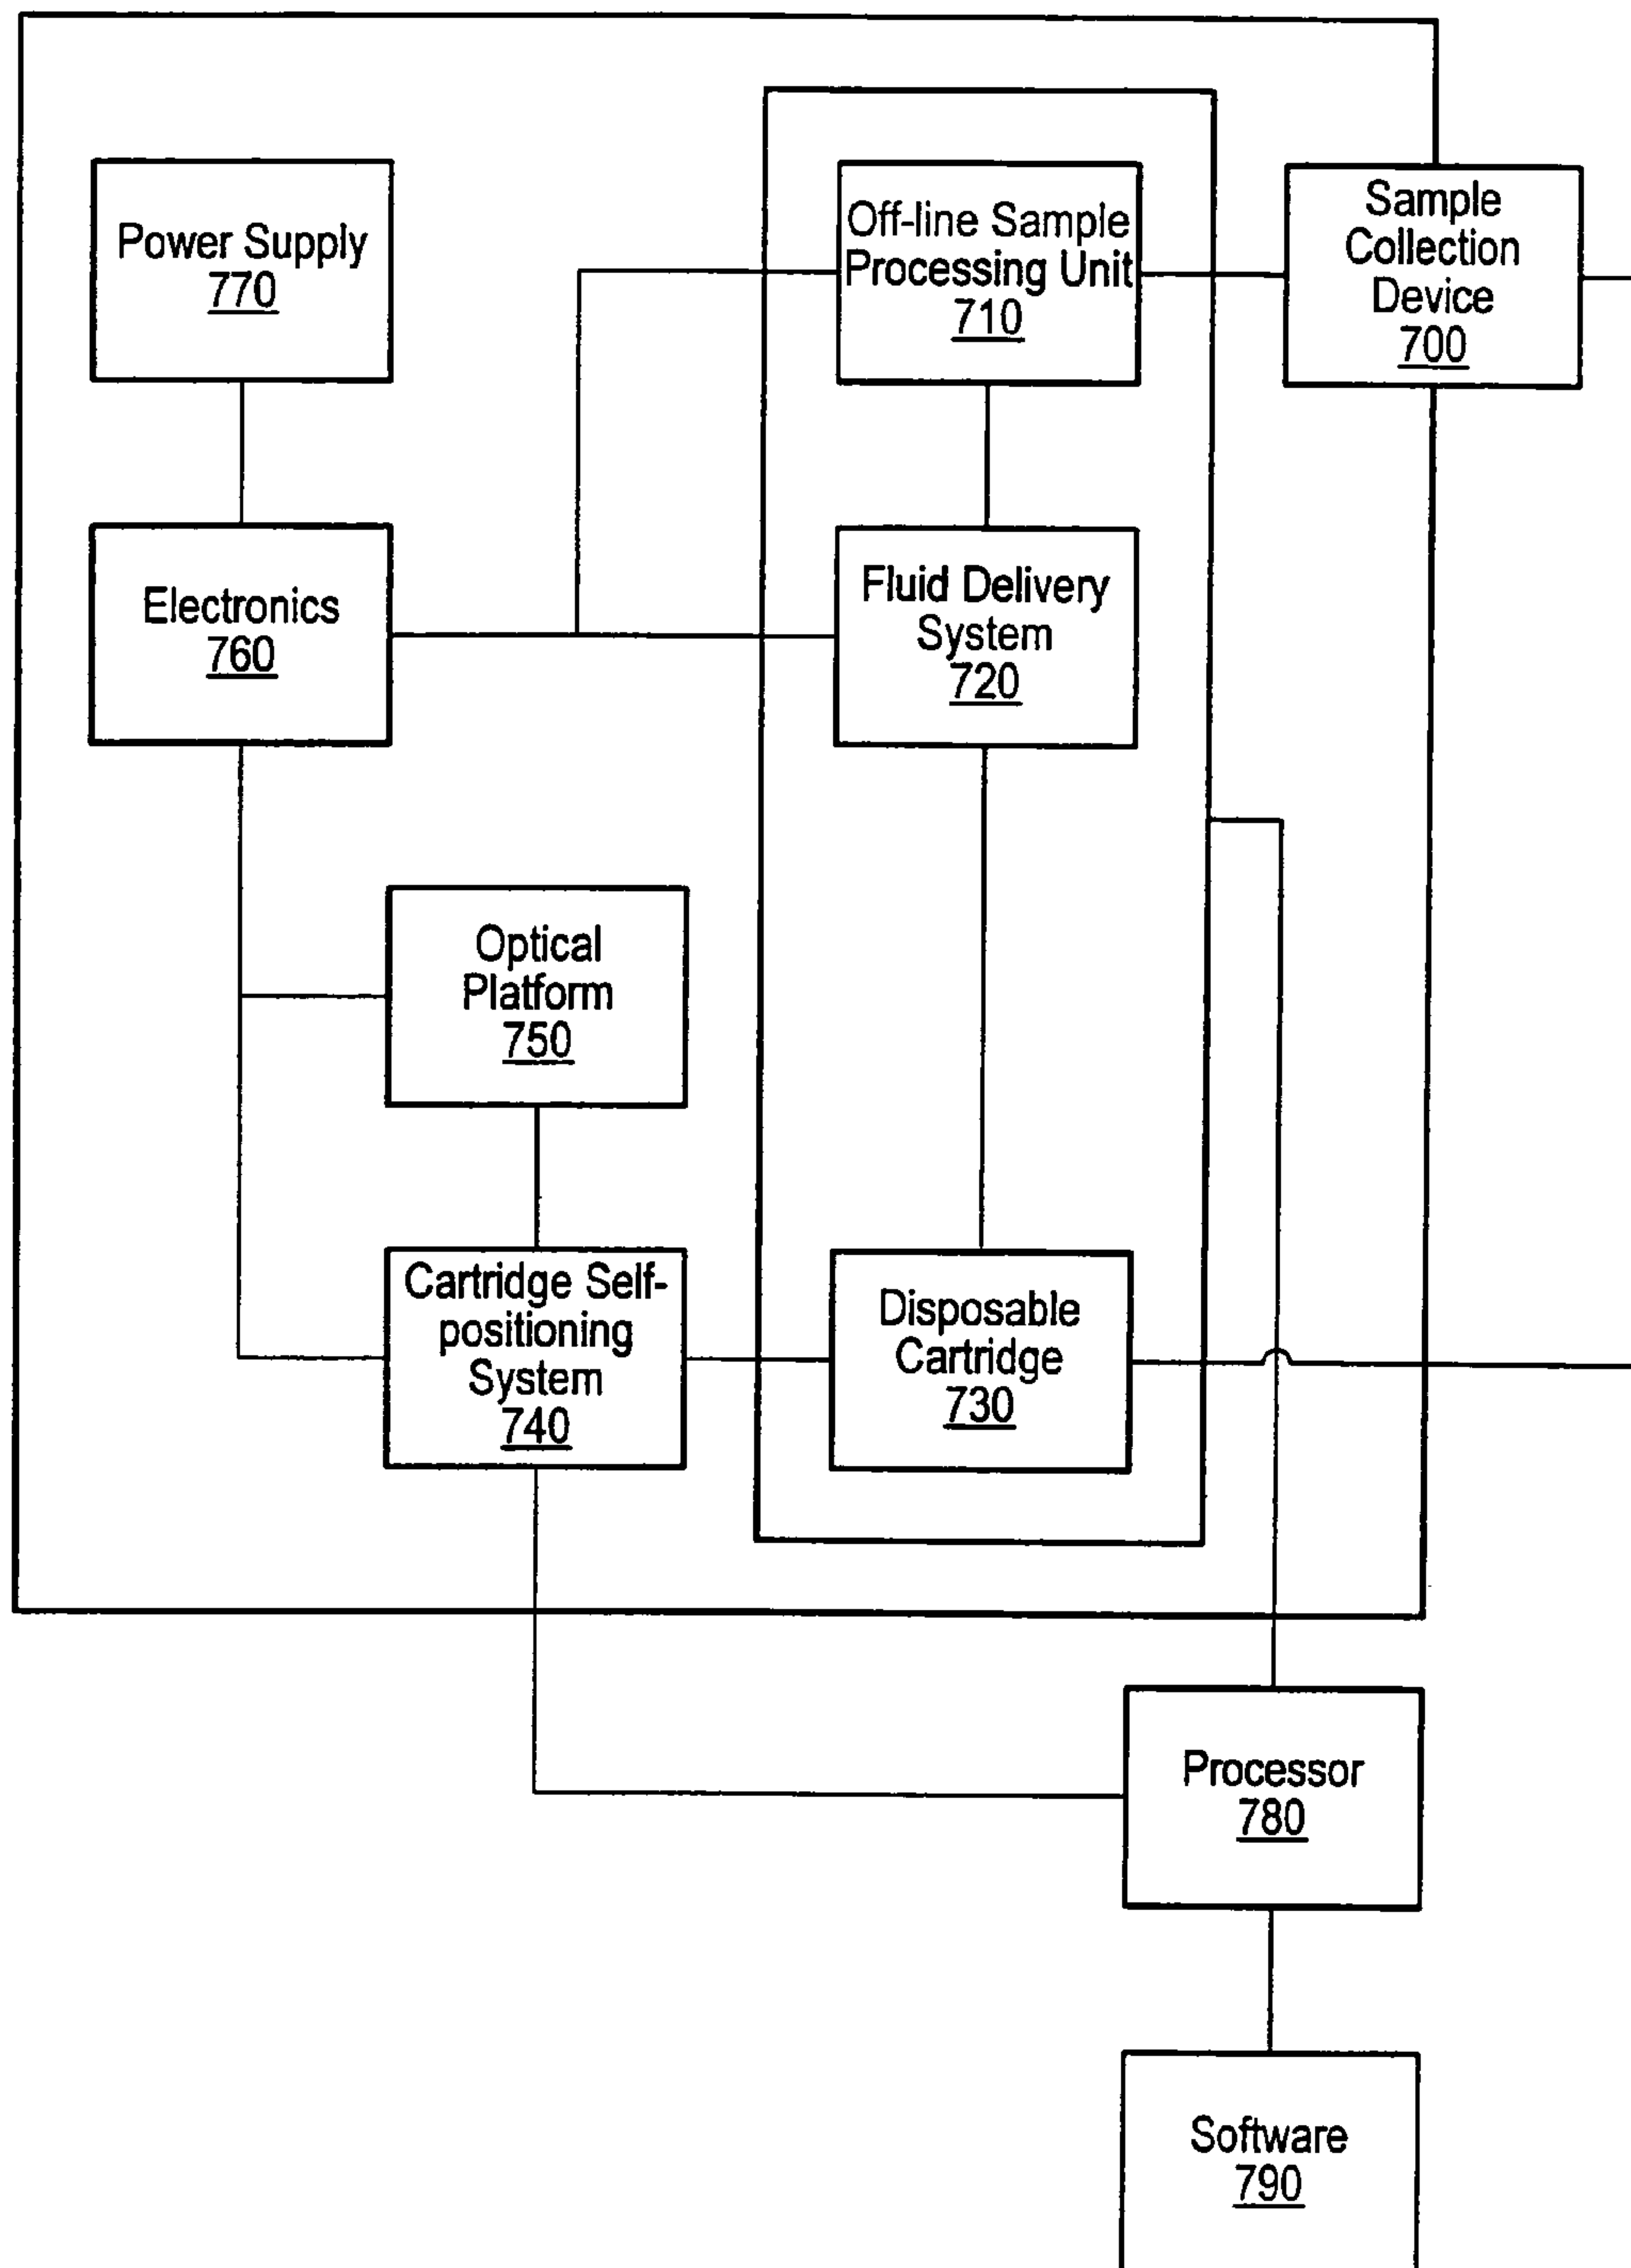 Power Supply
770
Off-line Sample
Processing Unit
710
Sample
Collection
Device
700
Electronics
760
Fluid Delivery
System
720
Optical
Platform
750
Cartridge Self-
positioning
System
740
Disposable
Cartridge
730
Processor
780
Software
790